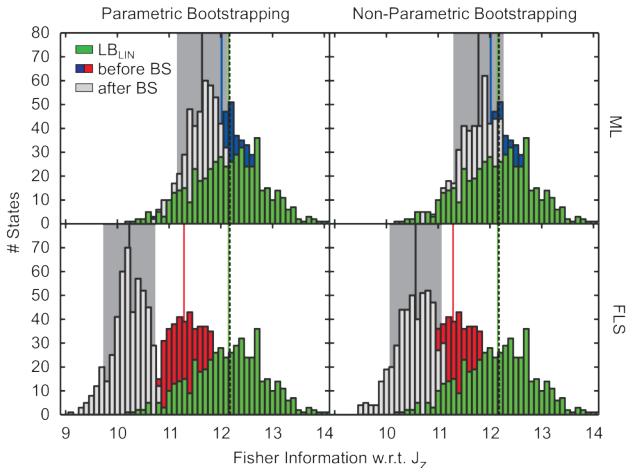 Parametric Bootstrapping
Non-Parametric Bootstrapping
80
70
60
50
40
30
20
10
0
LB_LIN
before BS
after BS
ML
# States
70
60
50
40
30
20
10
0
FLS
9 10 11 12 13 14
10 11 12 13 14
Fisher Information w.r.t. J_Z